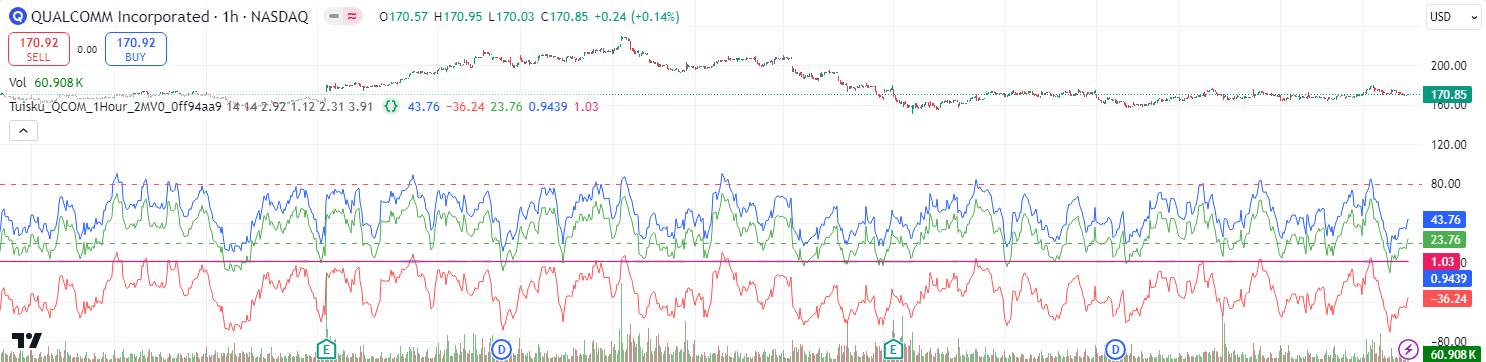 QUALCOMM Incorporated · 1h · NASDAQ O170.57 H170.95 L170.03 C170.85 +0.24 (+0.14%) USD
170.92 SELL 0.00 170.92 BUY
Vol 60.908 K
Tuisku_QCOM_1Hour_2MV0_0ff94aa9 14 14 2.92 1.12 2.31 3.91 43.76 −36.24 23.76 0.9439 1.03
200.00
170.85
160.00
120.00
80.00
43.76
23.76
1.03
0.9439
−36.24
−80.00
60.908 K
E D E D